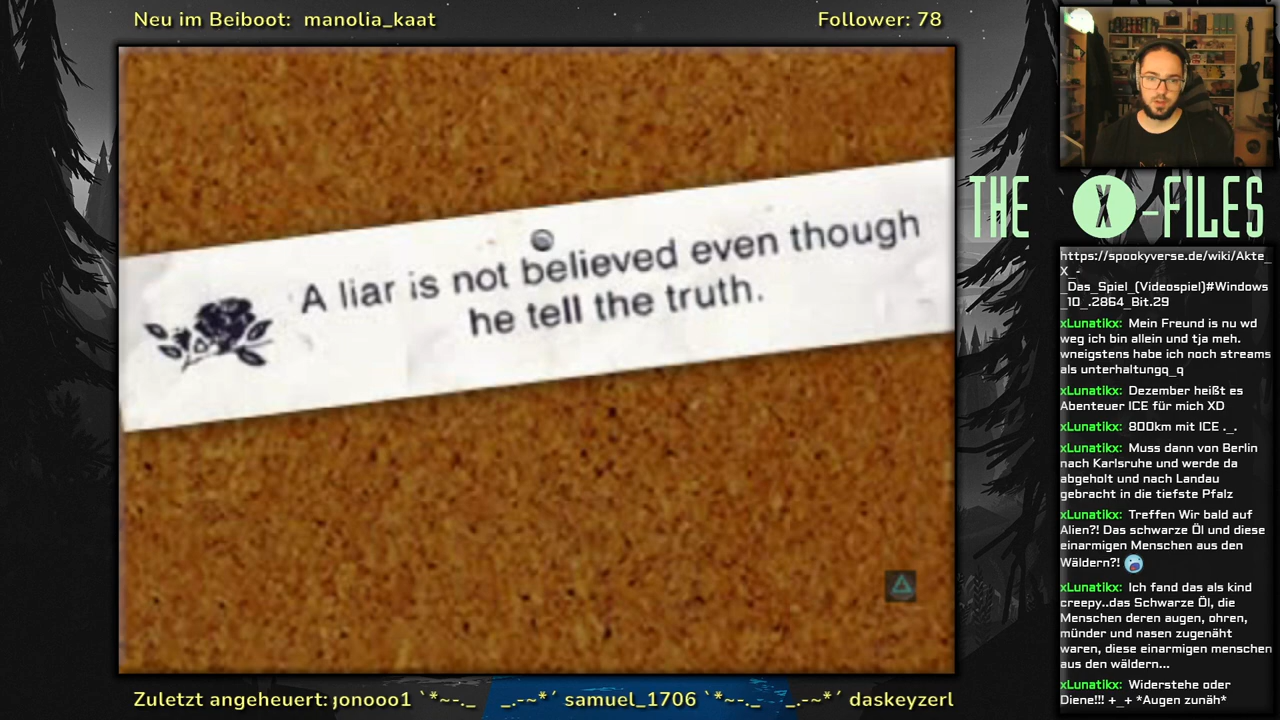 Neu im Beiboot: manolia_kaat
Follower: 78
A liar is not believed even though
he tell the truth.
THE X-FILES
https://spookyverse.de/wiki/Akte_
X_-
_Das_Spiel_(Videospiel)#Windows
_10_.2864_Bit.29
xLunatikx: Mein Freund is nu wd
weg ich bin allein und tja meh.
wneigstens habe ich noch streams
als unterhaltungq_q
xLunatikx: Dezember heißt es
Abenteuer ICE für mich XD
xLunatikx: 800km mit ICE ._.
xLunatikx: Muss dann von Berlin
nach Karlsruhe und werde da
abgeholt und nach Landau
gebracht in die tiefste Pfalz
xLunatikx: Treffen Wir bald auf
Alien?! Das schwarze Öl und diese
einarmigen Menschen aus den
Wäldern?!
xLunatikx: Ich fand das als kind
creepy..das Schwarze Öl, die
Menschen deren augen, ohren,
münder und nasen zugenäht
waren, diese einarmigen menschen
aus den wäldern...
xLunatikx: Widerstehe oder
Diene!!! +_+ *Augen zunäh*
Zuletzt angeheuert: jonooo1 `*~-._ _.-~*´ samuel_1706 `*~-._ _.-~*´ daskeyzerl